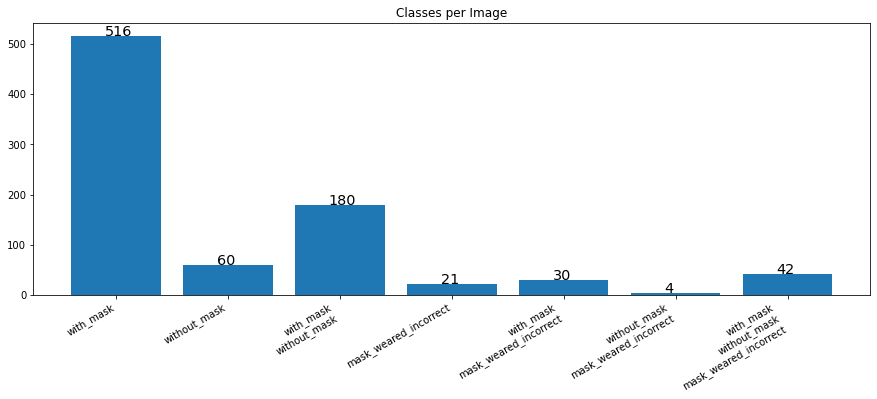 Classes per Image
500
400
300
200
100
0
516
60
180
21
30
4
42
with_mask
without_mask
with_mask
without_mask
mask_weared_incorrect
with_mask
mask_weared_incorrect
without_mask
mask_weared_incorrect
with_mask
without_mask
mask_weared_incorrect